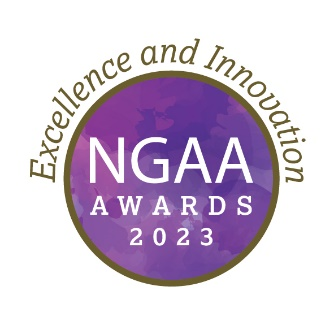 Excellence and Innovation
NGAA
AWARDS
2023